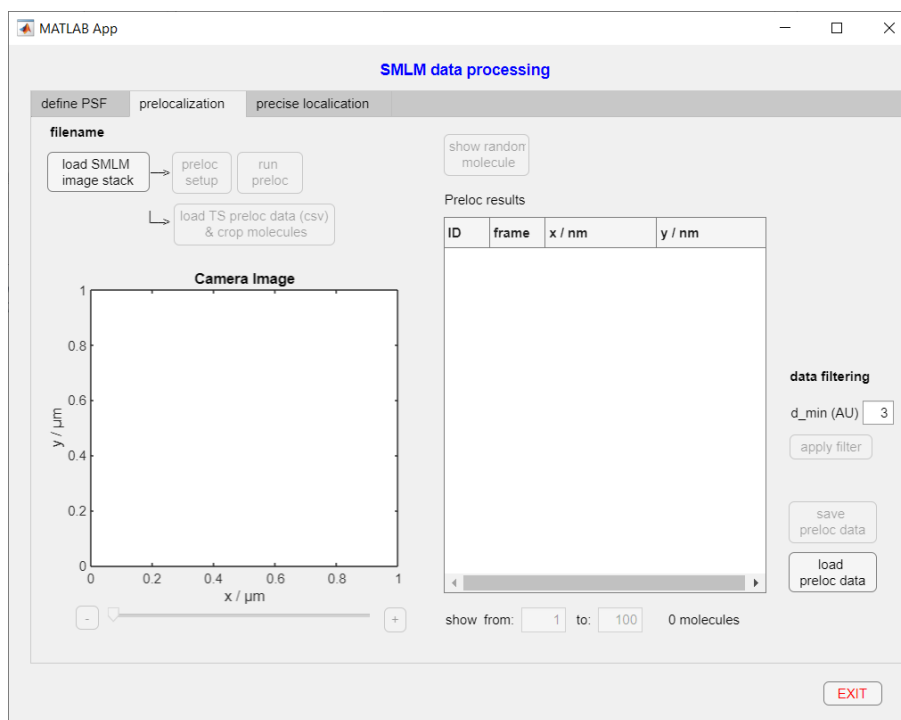 MATLAB App
SMLM data processing
define PSF
prelocalization
precise localication
filename
load SMLM
image stack
preloc
setup
run
preloc
load TS preloc data (csv)
& crop molecules
show random
molecule
Preloc results
ID frame x / nm y / nm
Camera Image
1
0.8
0.6
0.4
0.2
0
y / μm
0 0.2 0.4 0.6 0.8 1
x / μm
- +
show from: 1 to: 100 0 molecules
data filtering
d_min (AU) 3
apply filter
save
preloc data
load
preloc data
EXIT